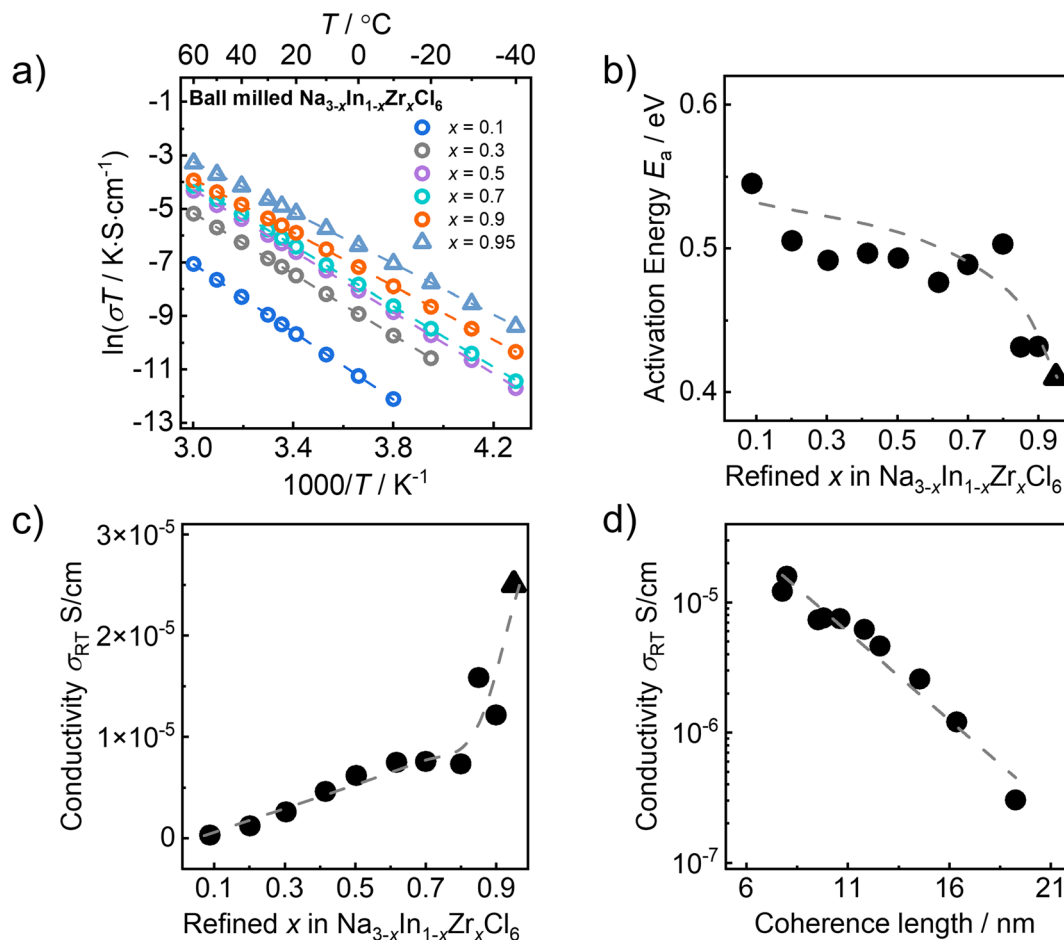 a)
T / °C
60 40 30 20 10 0 -10 -20 -30 -40
Ball milled Na3-xIn1-xZrxCl6
x = 0.1
x = 0.3
x = 0.5
x = 0.7
x = 0.9
x = 0.95
ln(σT / K·S·cm⁻¹)
-1
-3
-5
-7
-9
-11
-13
3.0 3.4 3.8 4.2
1000/T / K⁻¹
b)
Activation Energy Ea / eV
0.6
0.5
0.4
0.1 0.3 0.5 0.7 0.9
Refined x in Na3-xIn1-xZrxCl6
c)
Conductivity σRT S/cm
3×10⁻⁵
2×10⁻⁵
1×10⁻⁵
0
0.1 0.3 0.5 0.7 0.9
Refined x in Na3-xIn1-xZrxCl6
d)
Conductivity σRT S/cm
10⁻⁵
10⁻⁶
10⁻⁷
6 11 16 21
Coherence length / nm